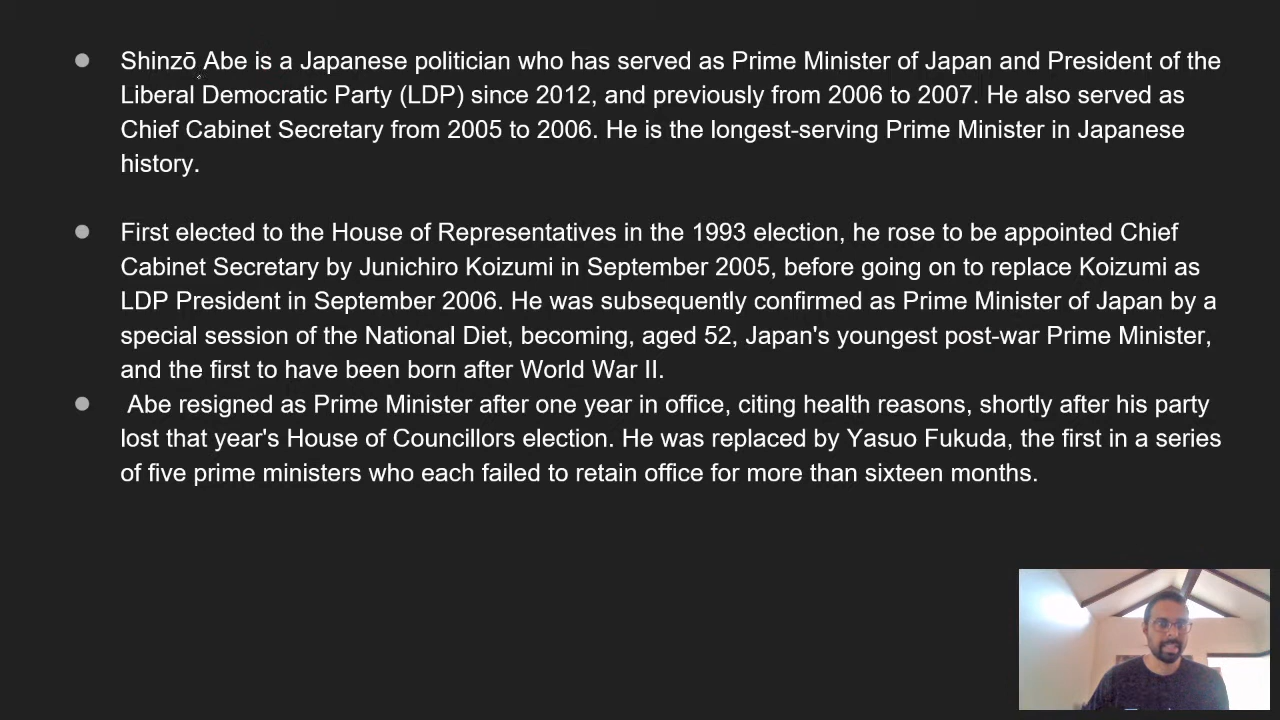 Shinzō Abe is a Japanese politician who has served as Prime Minister of Japan and President of the
Liberal Democratic Party (LDP) since 2012, and previously from 2006 to 2007. He also served as
Chief Cabinet Secretary from 2005 to 2006. He is the longest-serving Prime Minister in Japanese
history.
First elected to the House of Representatives in the 1993 election, he rose to be appointed Chief
Cabinet Secretary by Junichiro Koizumi in September 2005, before going on to replace Koizumi as
LDP President in September 2006. He was subsequently confirmed as Prime Minister of Japan by a
special session of the National Diet, becoming, aged 52, Japan's youngest post-war Prime Minister,
and the first to have been born after World War II.
Abe resigned as Prime Minister after one year in office, citing health reasons, shortly after his party
lost that year's House of Councillors election. He was replaced by Yasuo Fukuda, the first in a series
of five prime ministers who each failed to retain office for more than sixteen months.